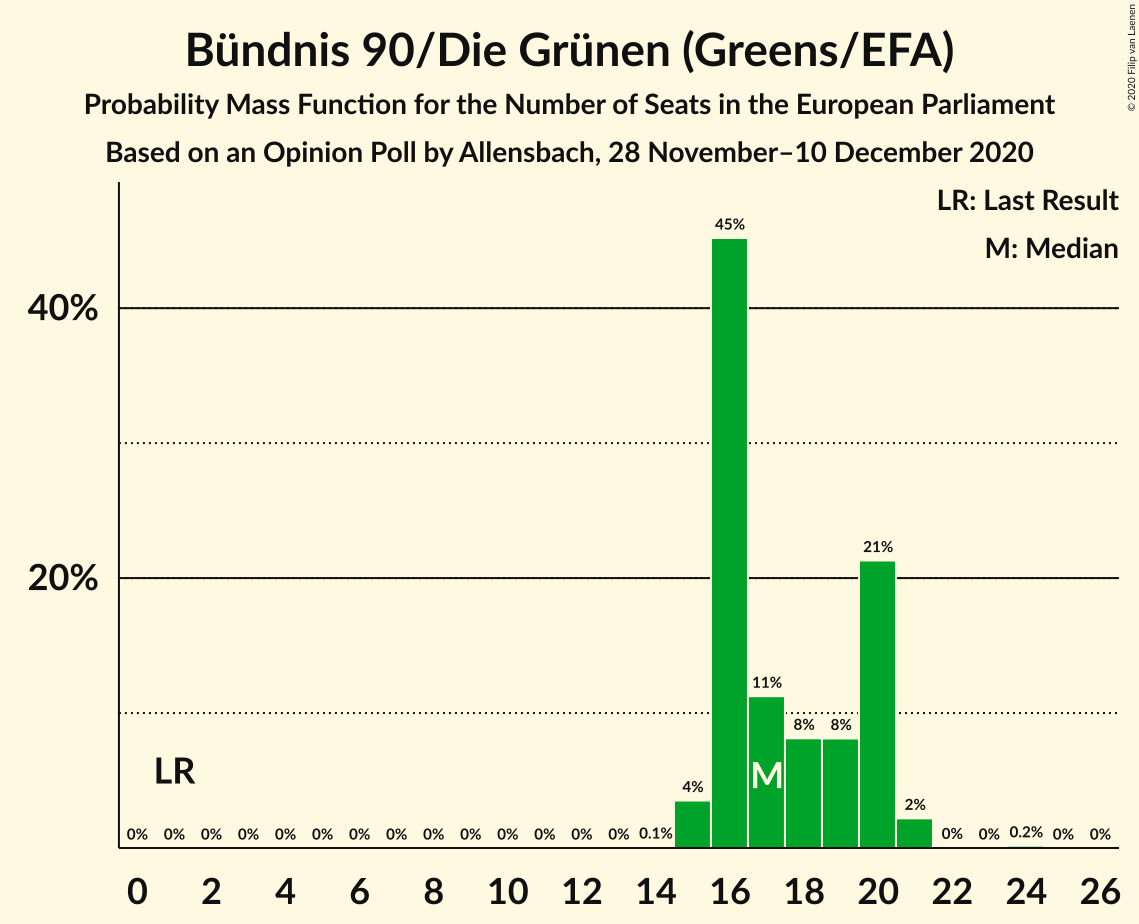 Bündnis 90/Die Grünen (Greens/EFA)
Probability Mass Function for the Number of Seats in the European Parliament
Based on an Opinion Poll by Allensbach, 28 November–10 December 2020
© 2020 Filip van Laenen
LR: Last Result
M: Median
45%
40%
21%
20%
11%
8% 8%
LR
M
4%
2%
0% 0% 0% 0% 0% 0% 0% 0% 0% 0% 0% 0% 0% 0% 0.1% 0% 0% 0.2% 0% 0%
0 2 4 6 8 10 12 14 16 18 20 22 24 26